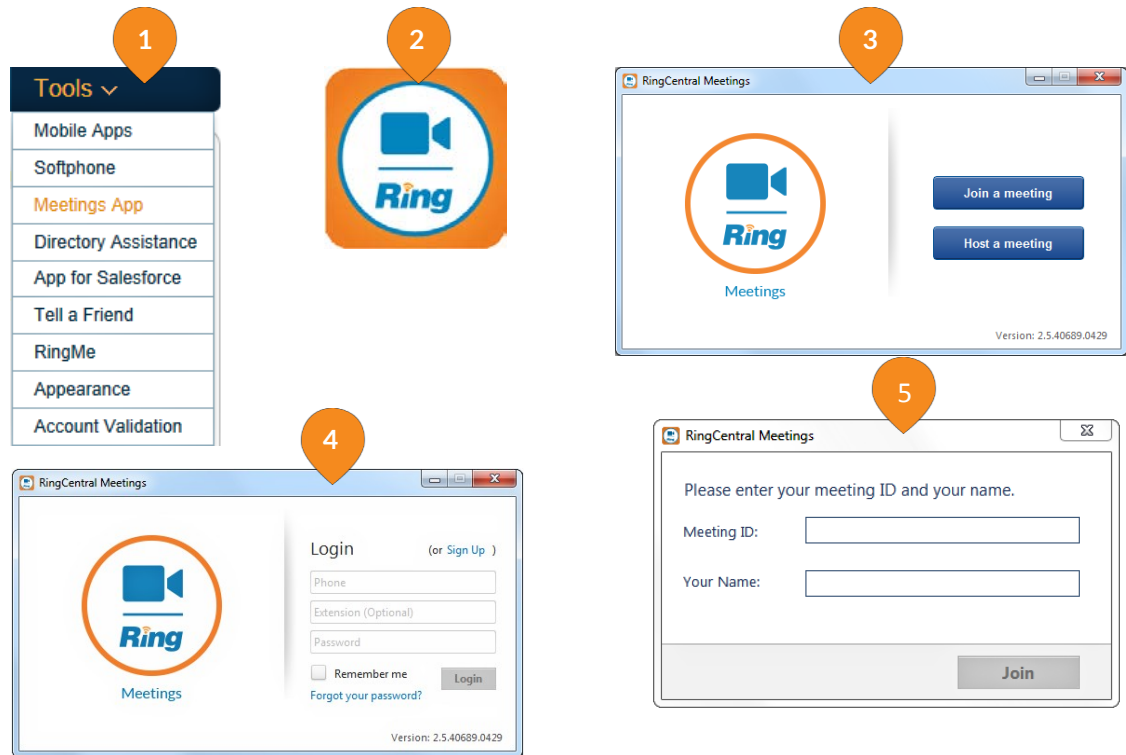 1
Tools
Mobile Apps
Softphone
Meetings App
Directory Assistance
App for Salesforce
Tell a Friend
RingMe
Appearance
Account Validation
2
Ring
3
RingCentral Meetings
Ring
Meetings
Join a meeting
Host a meeting
Version: 2.5.40689.0429
4
RingCentral Meetings
Ring
Meetings
Login (or Sign Up )
Phone
Extension (Optional)
Password
Remember me
Login
Forgot your password?
Version: 2.5.40689.0429
5
RingCentral Meetings
Please enter your meeting ID and your name.
Meeting ID:
Your Name:
Join